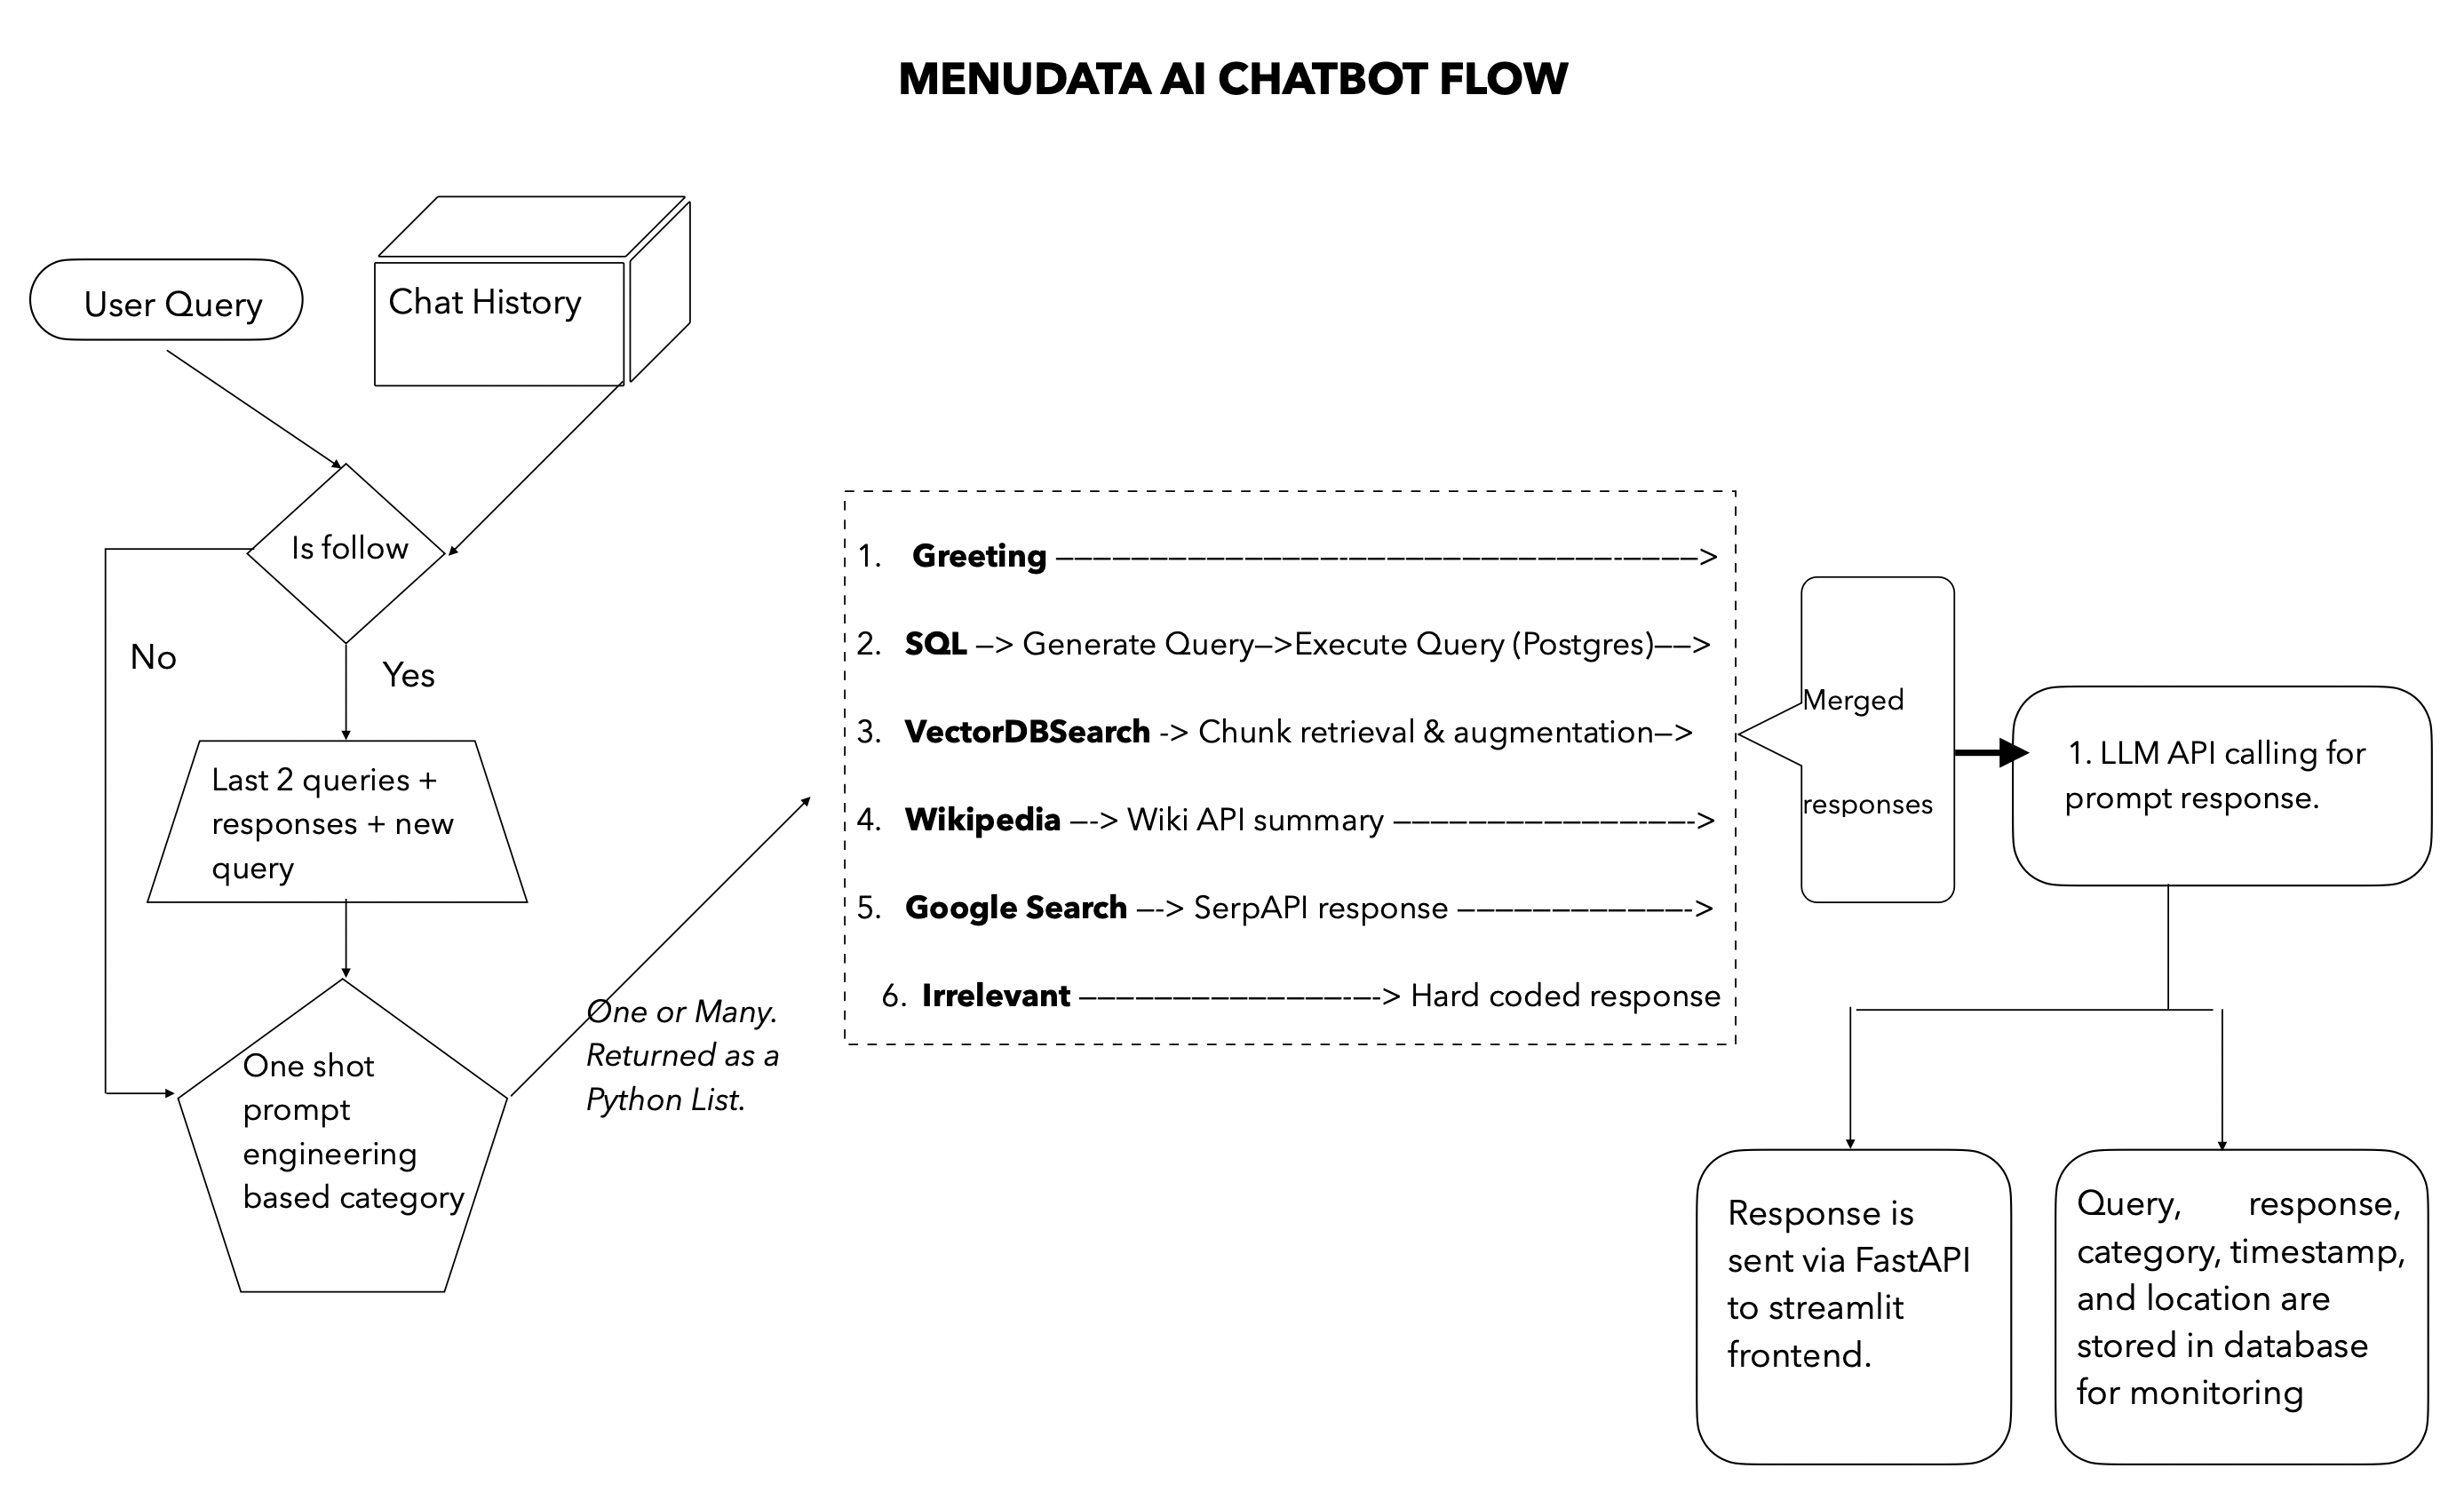 MENUDATA AI CHATBOT FLOW
User Query
Chat History
Is follow
No
Yes
Last 2 queries +
responses + new
query
One shot
prompt
engineering
based category
One or Many.
Returned as a
Python List.
1. Greeting ----------------------------------->
2. SQL --> Generate Query-->Execute Query (Postgres)--->
3. VectorDBSearch -> Chunk retrieval & augmentation-->
4. Wikipedia ---> Wiki API summary ----------------->
5. Google Search ---> SerpAPI response -------------->
6. Irrelevant -----------------> Hard coded response
Merged
responses
1. LLM API calling for
prompt response.
Response is
sent via FastAPI
to streamlit
frontend.
Query, response,
category, timestamp,
and location are
stored in database
for monitoring